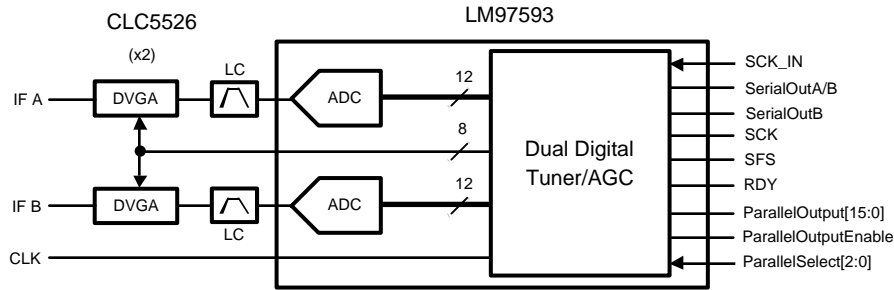 CLC5526
(x2)
LM97593
IF A
DVGA
LC
ADC
12
8
IF B
DVGA
LC
ADC
12
CLK
Dual Digital
Tuner/AGC
SCK_IN
SerialOutA/B
SerialOutB
SCK
SFS
RDY
ParallelOutput[15:0]
ParallelOutputEnable
ParallelSelect[2:0]